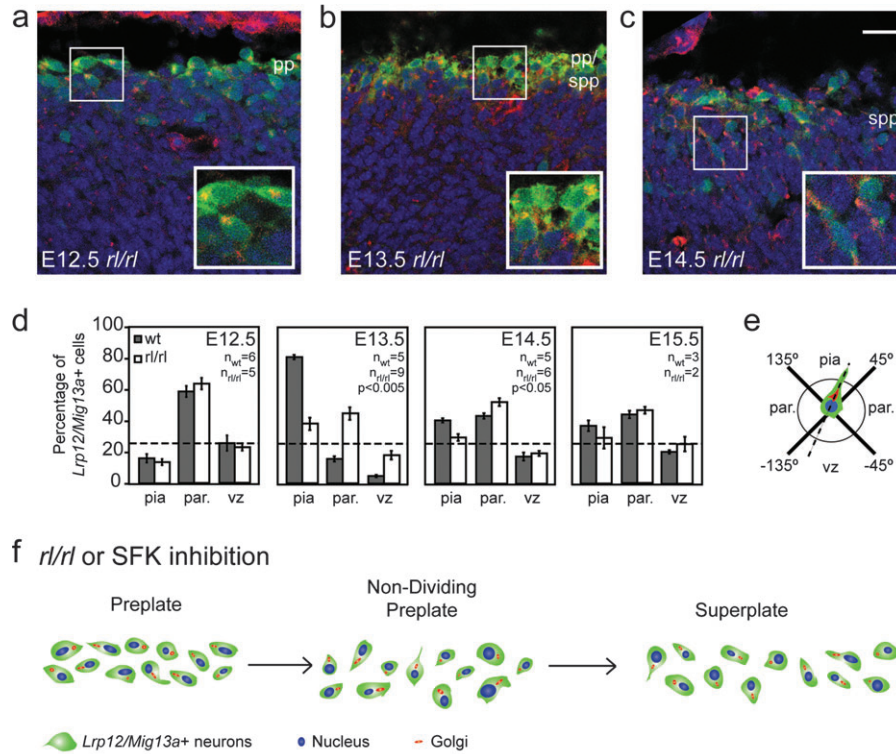 a
b
c
pp
pp/
spp
spp
E12.5 rl/rl
E13.5 rl/rl
E14.5 rl/rl
d
Percentage of
Lrp12/Mig13a+ cells
100
80
60
40
20
0
wt
rl/rl
E12.5
nwt=6
nrl/rl=5
pia par. vz
E13.5
nwt=5
nrl/rl=9
p<0.005
pia par. vz
E14.5
nwt=5
nrl/rl=6
p<0.05
pia par. vz
E15.5
nwt=3
nrl/rl=2
pia par. vz
e
135º pia 45º
par. par.
-135º vz -45º
f rl/rl or SFK inhibition
Preplate
Non-Dividing
Preplate
Superplate
Lrp12/Mig13a+ neurons Nucleus Golgi